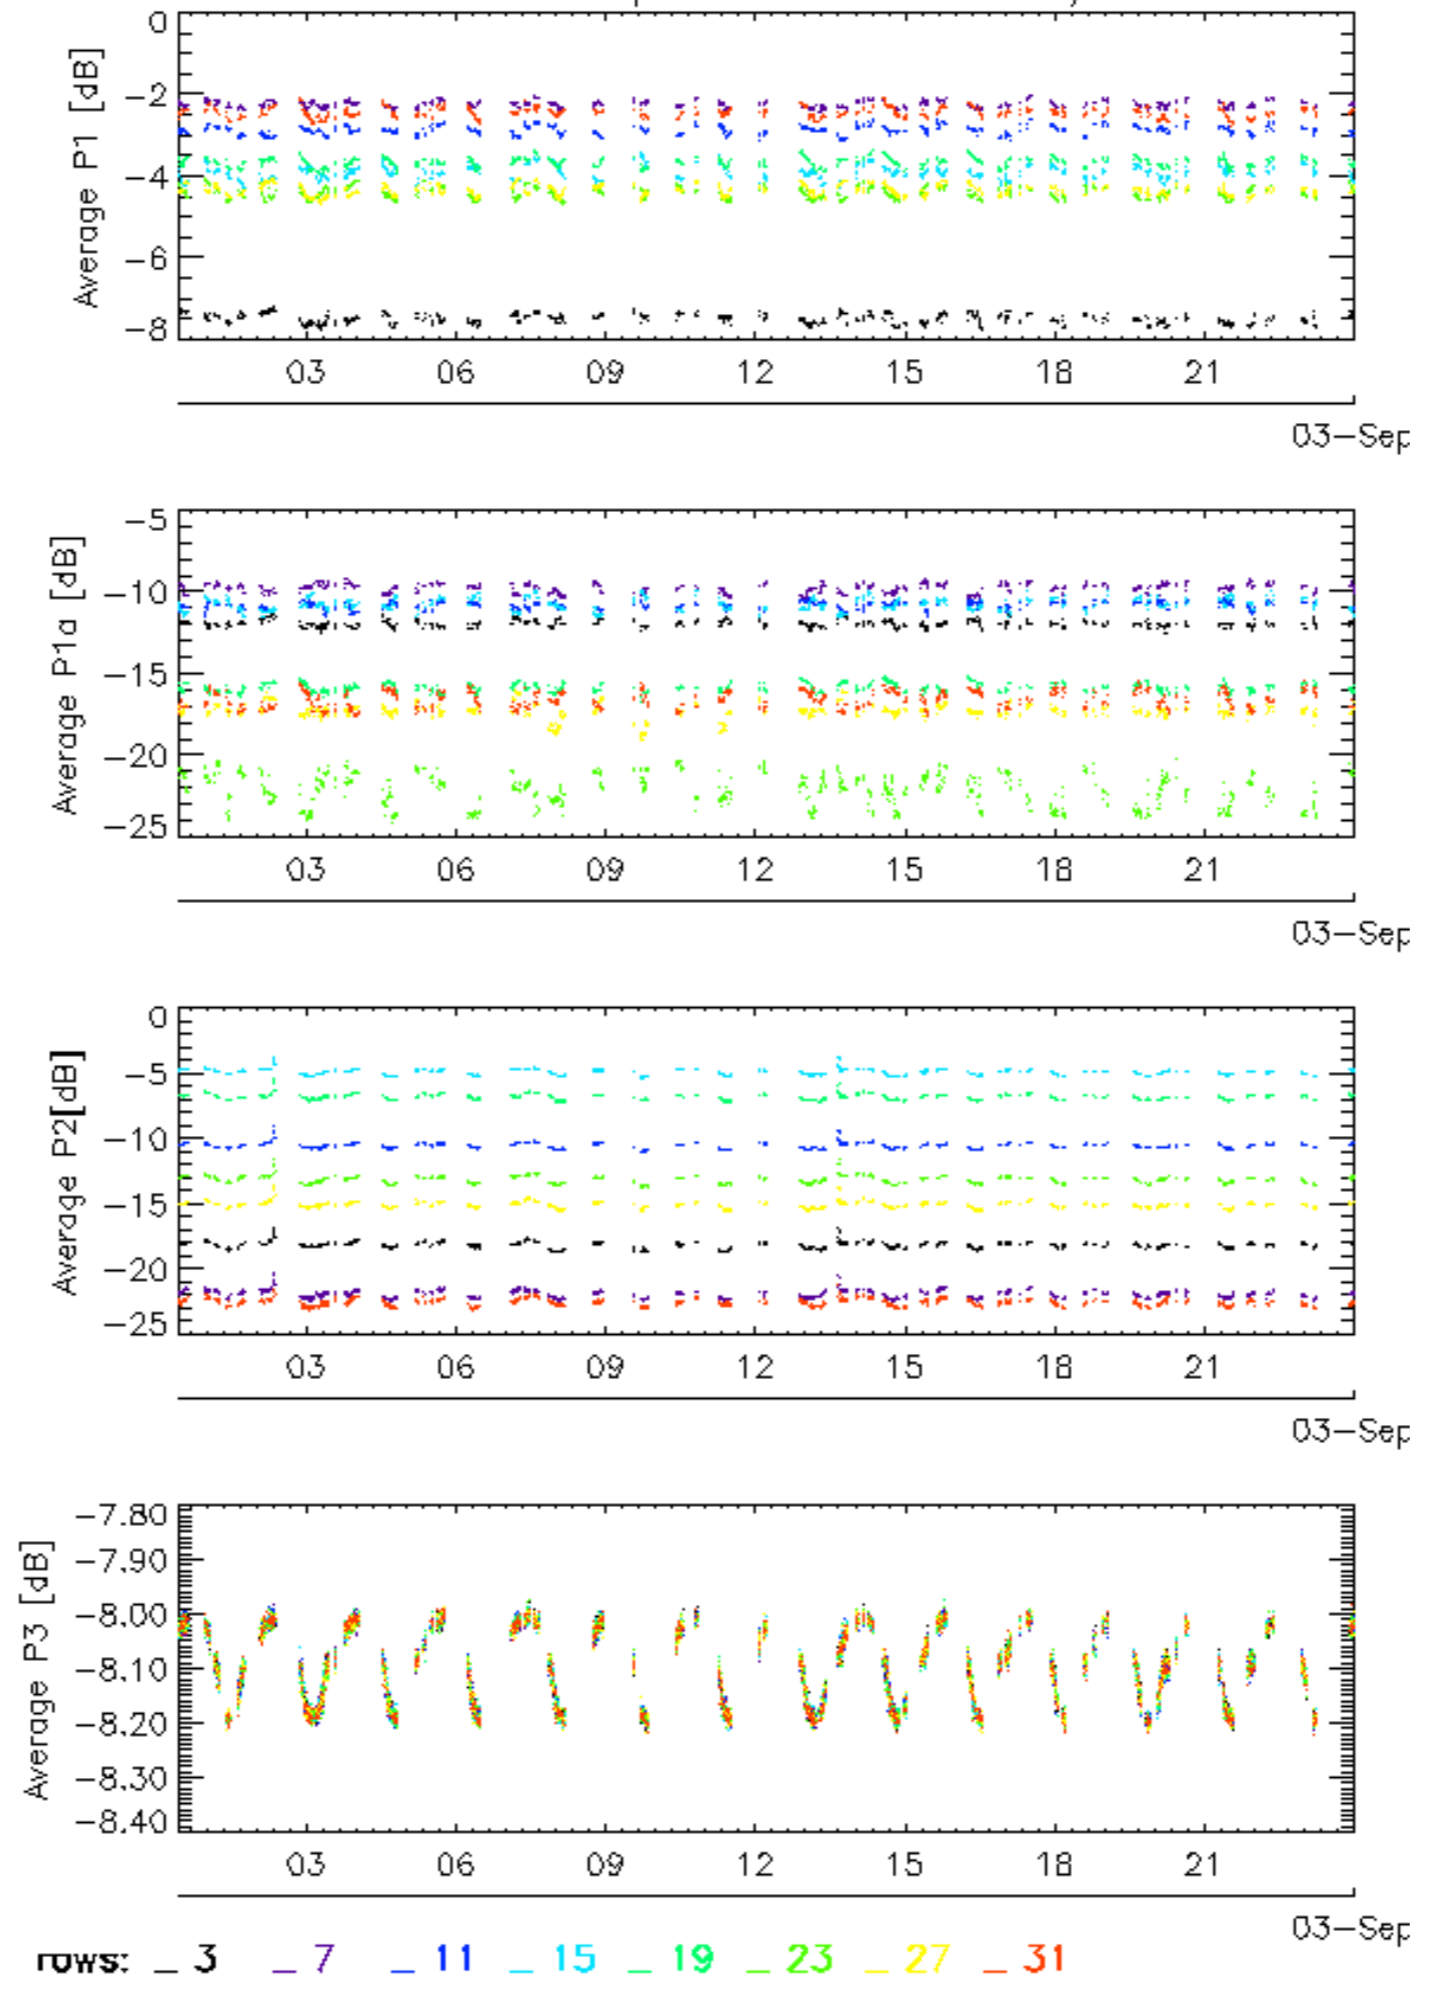 Average P1 [dB]
0
-2
-4
-6
-8
03 06 09 12 15 18 21
03-Sep
Average P1a [dB]
-5
-10
-15
-20
-25
03 06 09 12 15 18 21
03-Sep
Average P2[dB]
0
-5
-10
-15
-20
-25
03 06 09 12 15 18 21
03-Sep
Average P3 [dB]
-7.80
-7.90
-8.00
-8.10
-8.20
-8.30
-8.40
03 06 09 12 15 18 21
03-Sep
rows: _ 3 _ 7 _ 11 _ 15 _ 19 _ 23 _ 27 _ 31